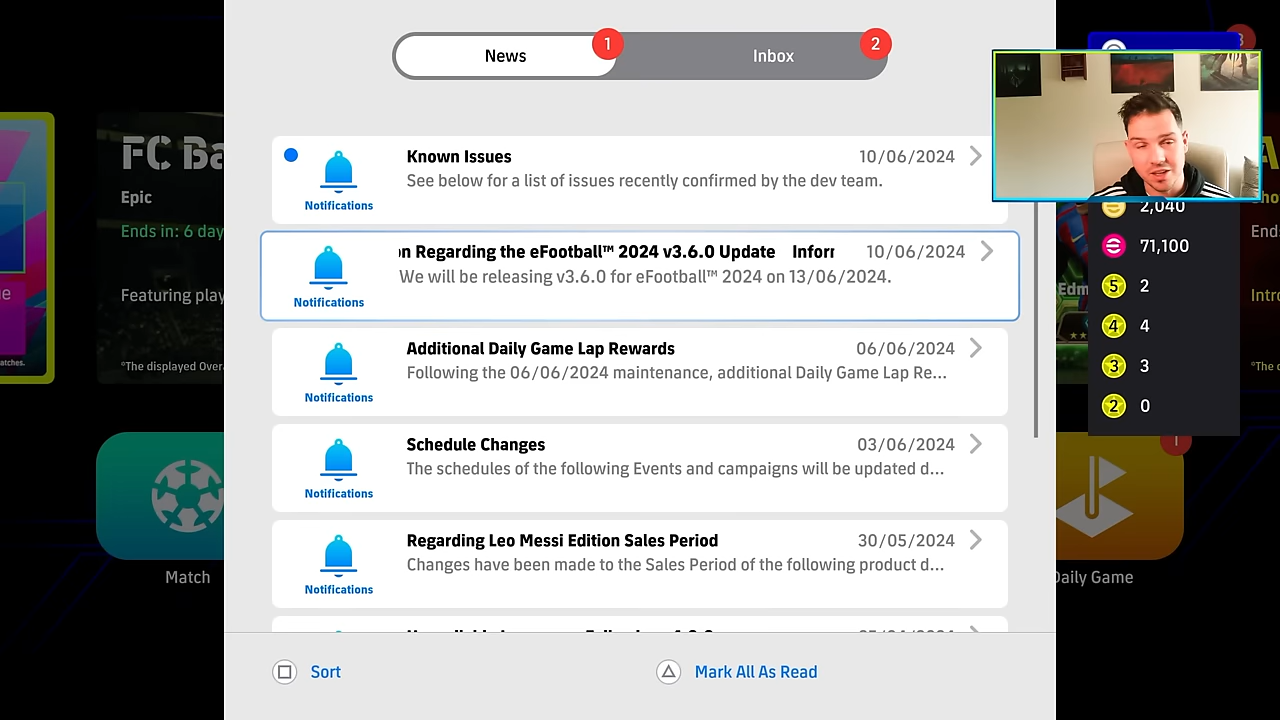 News
1
Inbox
2
Known Issues
10/06/2024
See below for a list of issues recently confirmed by the dev team.
Notifications
n Regarding the eFootball™ 2024 v3.6.0 Update Inforr
10/06/2024
We will be releasing v3.6.0 for eFootball™ 2024 on 13/06/2024.
Notifications
Additional Daily Game Lap Rewards
06/06/2024
Following the 06/06/2024 maintenance, additional Daily Game Lap Re...
Notifications
Schedule Changes
03/06/2024
The schedules of the following Events and campaigns will be updated d...
Notifications
Regarding Leo Messi Edition Sales Period
30/05/2024
Changes have been made to the Sales Period of the following product d...
Notifications
Sort
Mark All As Read
FC Ba
Epic
Ends in: 6 day
Featuring play
*The displayed Overa
atches.
Match
2,040
71,100
5 2
4 4
3 3
2 0
Edm
Ends
Intro
*The d
1
Daily Game